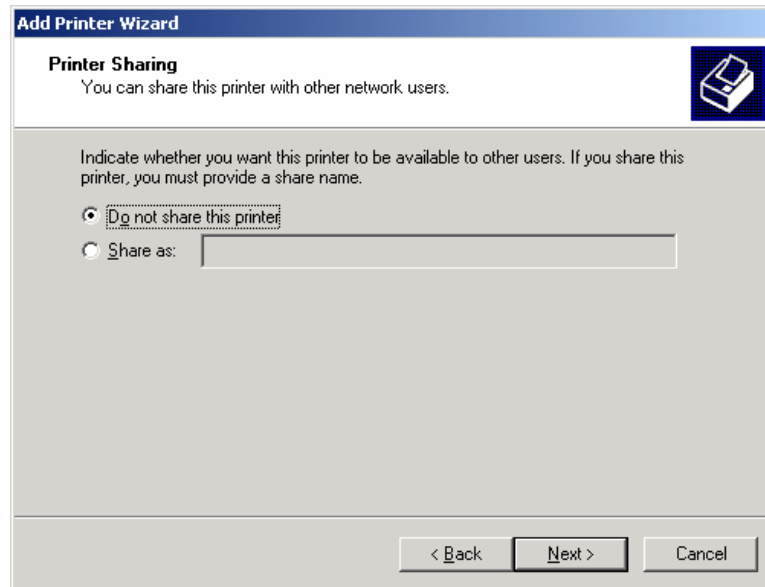 Add Printer Wizard
Printer Sharing
You can share this printer with other network users.
Indicate whether you want this printer to be available to other users. If you share this
printer, you must provide a share name.
Do not share this printer
Share as:
< Back Next > Cancel